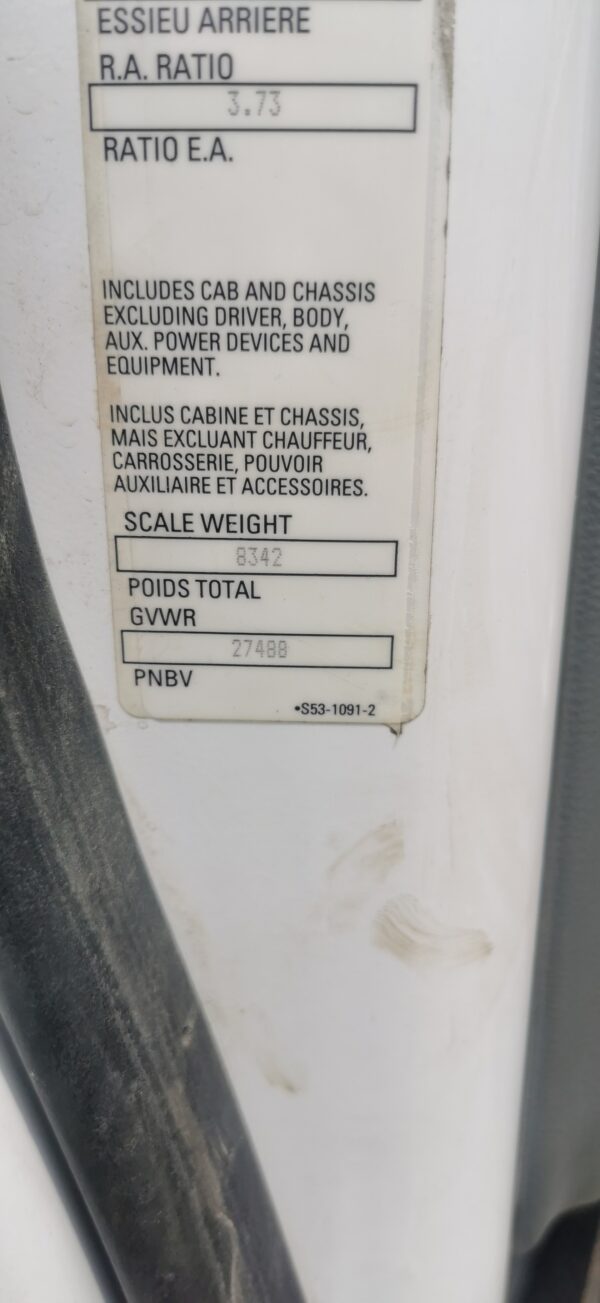 ESSIEU ARRIERE
R.A. RATIO
3.73
RATIO E.A.
INCLUDES CAB AND CHASSIS
EXCLUDING DRIVER, BODY,
AUX. POWER DEVICES AND
EQUIPMENT.
INCLUS CABINE ET CHASSIS,
MAIS EXCLUANT CHAUFFEUR,
CARROSSERIE, POUVOIR
AUXILIAIRE ET ACCESSOIRES.
SCALE WEIGHT
8342
POIDS TOTAL
GVWR
27488
PNBV
•S53-1091-2